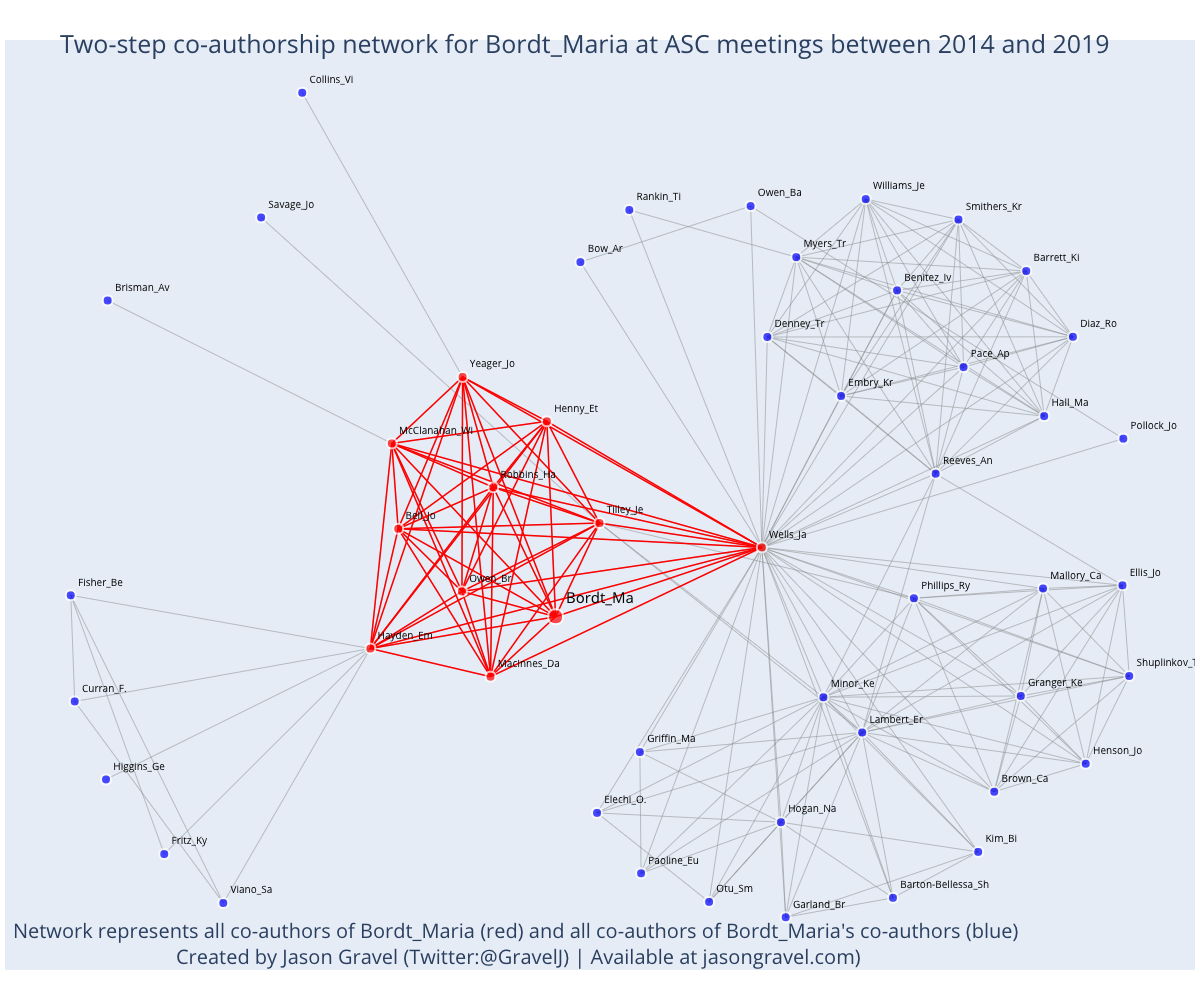 Two-step co-authorship network for Bordt_Maria at ASC meetings between 2014 and 2019
Collins_Vi
Williams_Je
Owen_Ba
Rankin_Ti
Savage_Jo
Smithers_Kr
Myers_Tr
Bow_Ar
Barrett_Ki
Benitez_Iv
Brisman_Av
Denney_Tr
Diaz_Ro
Pace_Ap
Yeager_Jo
Embry_Kr
Hall_Ma
Henny_Et
Pollock_Jo
McClanahan_Wi
Reeves_An
Robbins_Ha
Tilley_Je
Bell_Jo
Wells_Ja
Ellis_Jo
Mallory_Ca
Owen_Br
Fisher_Be
Phillips_Ry
Bordt_Ma
Hayden_Em
MacInnes_Da
Shuplinkov_T
Minor_Ke
Granger_Ke
Curran_F.
Lambert_Er
Griffin_Ma
Henson_Jo
Higgins_Ge
Brown_Ca
Elechi_O.
Hogan_Na
Fritz_Ky
Kim_Bi
Paoline_Eu
Barton-Bellessa_Sh
Viano_Sa
Otu_Sm
Garland_Br
Network represents all co-authors of Bordt_Maria (red) and all co-authors of Bordt_Maria's co-authors (blue)
Created by Jason Gravel (Twitter:@GravelJ) | Available at jasongravel.com)